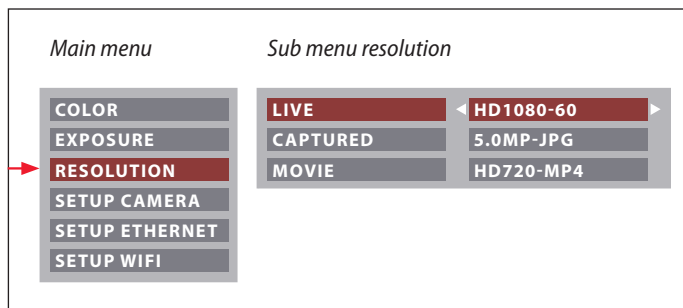 Main menu
Sub menu resolution
COLOR
EXPOSURE
RESOLUTION
SETUP CAMERA
SETUP ETHERNET
SETUP WIFI
LIVE HD1080-60
CAPTURED 5.0MP-JPG
MOVIE HD720-MP4